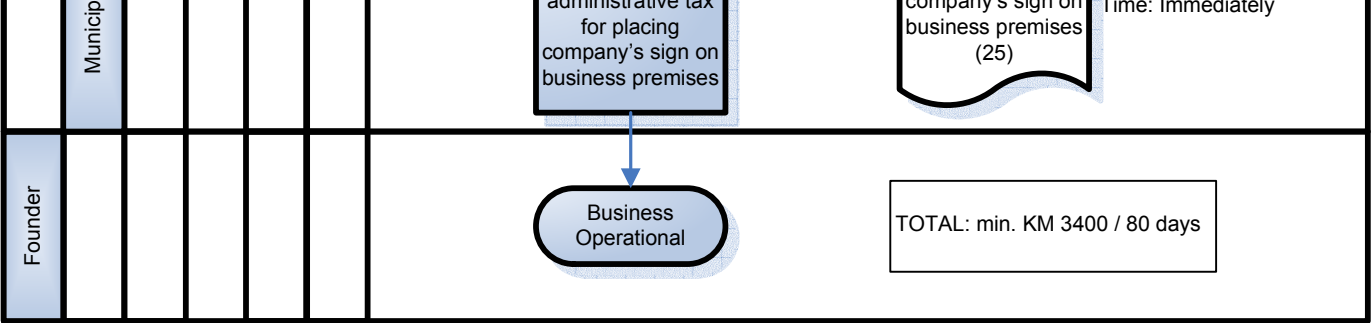 Municip
administrative tax
for placing
company's sign on
business premises
company's sign on
business premises
(25)
Time: Immediately
Founder
Business
Operational
TOTAL: min. KM 3400 / 80 days